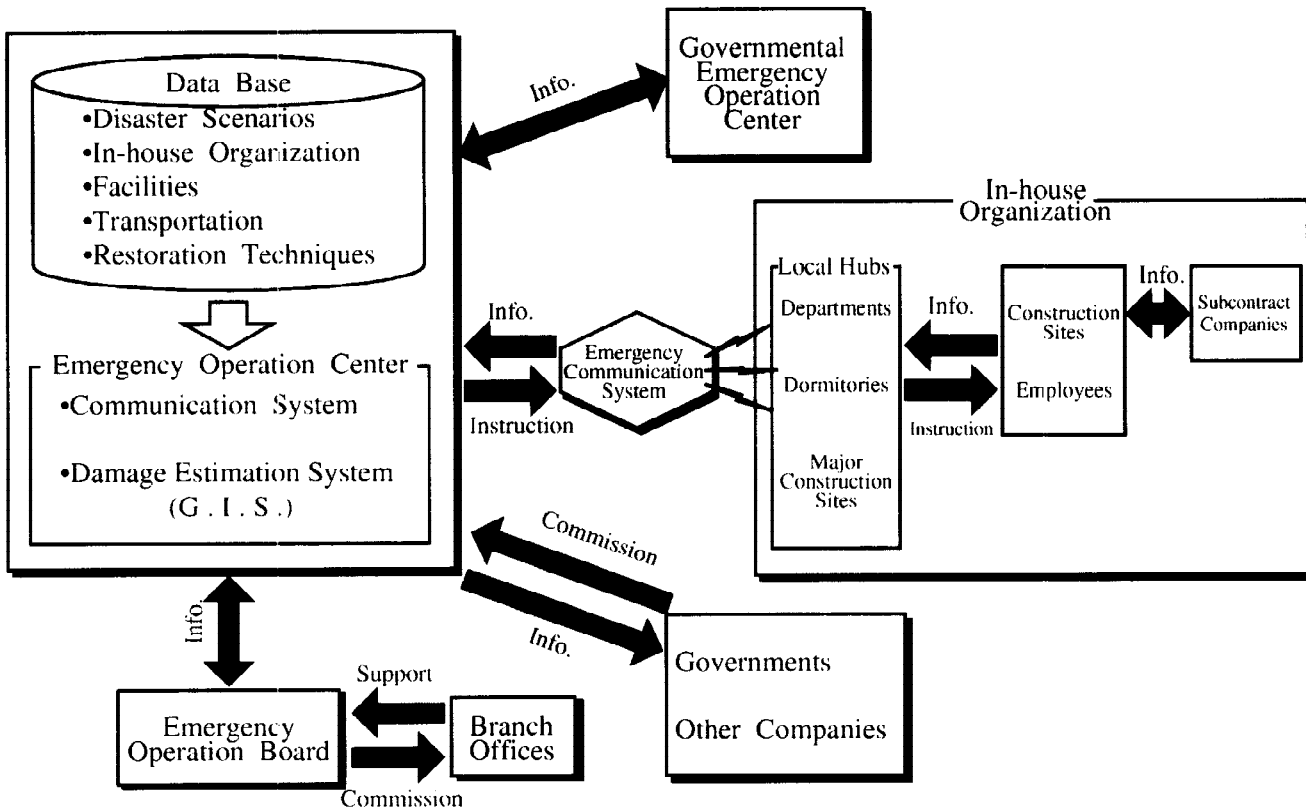 Data Base
•Disaster Scenarios
•In-house Organization
•Facilities
•Transportation
•Restoration Techniques
Emergency Operation Center
•Communication System
•Damage Estimation System
(G.I.S.)
Info.
Governmental
Emergency
Operation
Center
In-house
Organization
Info.
Instruction
Emergency
Communication
System
Local Hubs
Departments
Dormitories
Major
Construction
Sites
Info.
Instruction
Construction
Sites
Employees
Info.
Subcontract
Companies
Commission
Info.
Governments
Other Companies
Info.
Emergency
Operation Board
Support
Commission
Branch
Offices